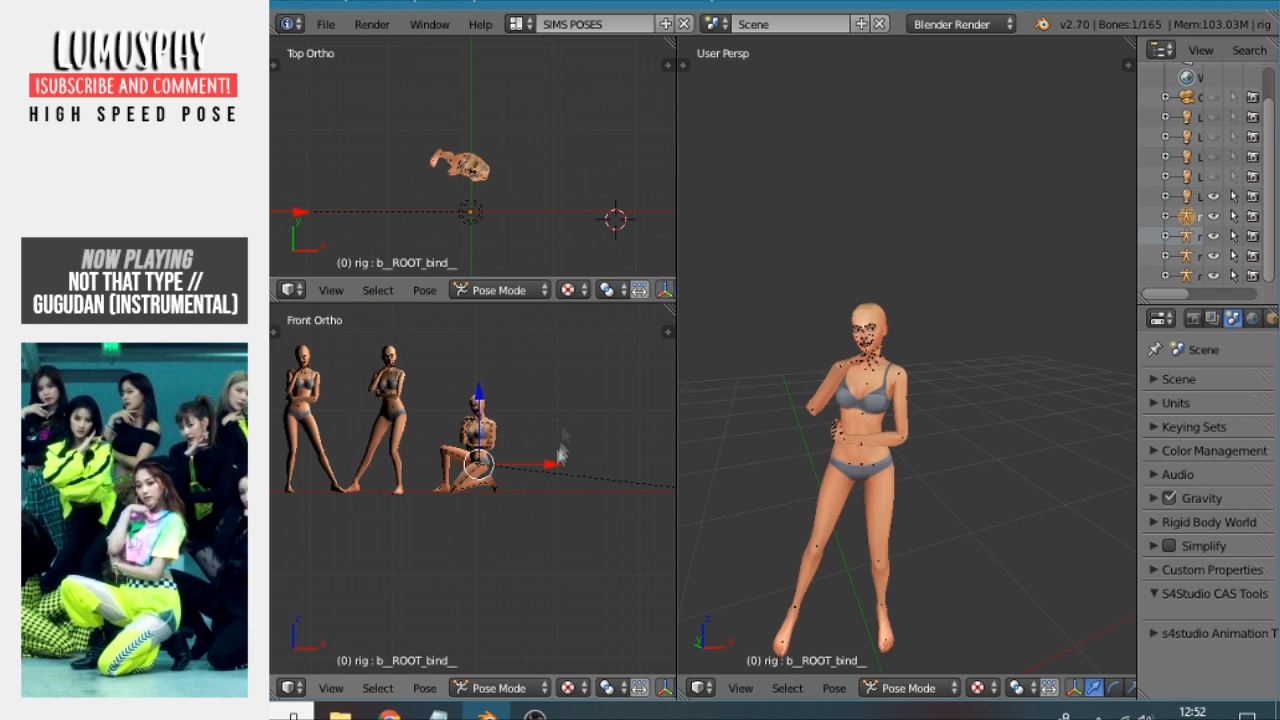 LUMUSPHY
!SUBSCRIBE AND COMMENT!
HIGH SPEED POSE
NOW PLAYING
NOT THAT TYPE //
GUGUDAN (INSTRUMENTAL)
File Render Window Help SIMS POSES Scene Blender Render v2.70 | Bones:1/165 | Mem:103.03M | rig
Top Ortho
(0) rig : b__ROOT_bind__
View Select Pose Pose Mode
Front Ortho
(0) rig : b__ROOT_bind__
View Select Pose Pose Mode
User Persp
(0) rig : b__ROOT_bind__
View Select Pose Pose Mode
View Search
Scene
Scene
Units
Keying Sets
Color Management
Audio
Gravity
Rigid Body World
Simplify
Custom Properties
S4Studio CAS Tools
s4studio Animation T
12:52